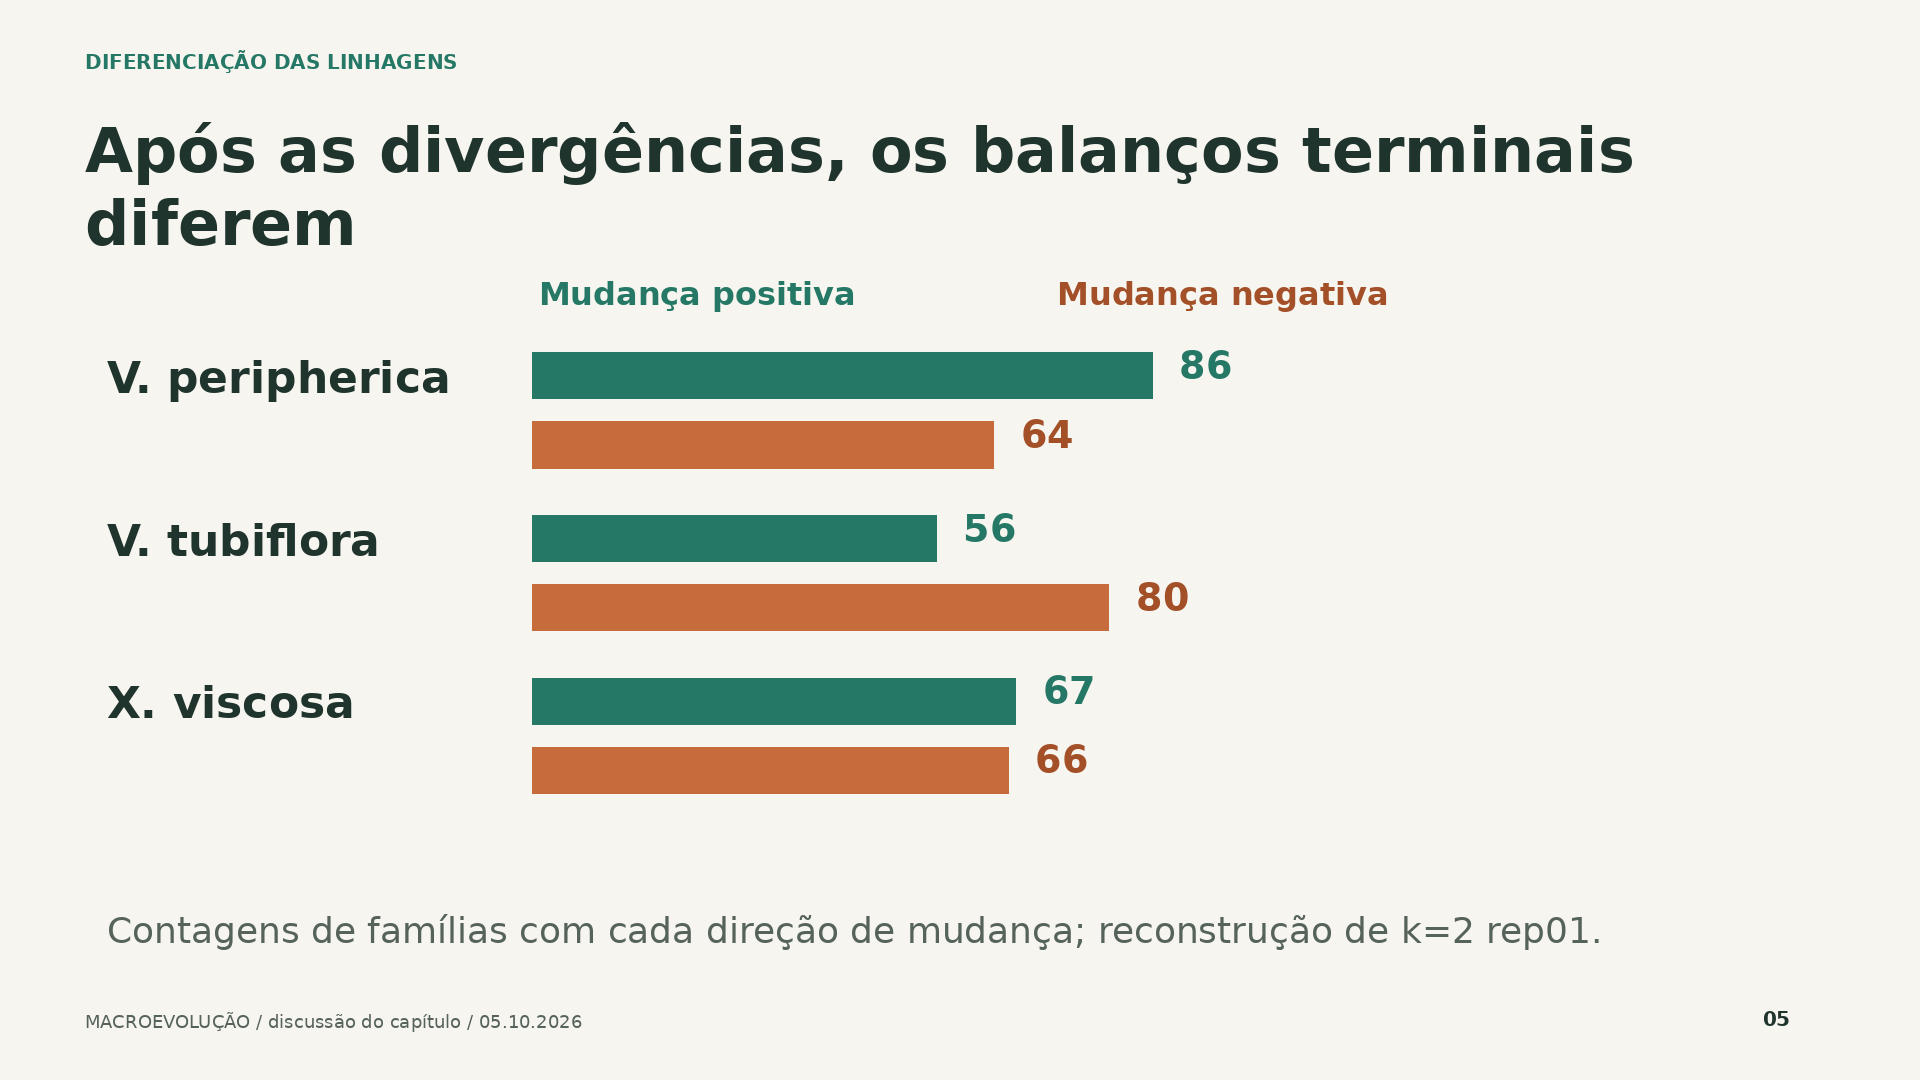 DIFERENCIAÇÃO DAS LINHAGENS
Após as divergências, os balanços terminais
diferem
Mudança positiva
Mudança negativa
V. peripherica
86
64
V. tubiflora
56
80
X. viscosa
67
66
Contagens de famílias com cada direção de mudança; reconstrução de k=2 rep01.
MACROEVOLUÇÃO / discussão do capítulo / 05.10.2026
05